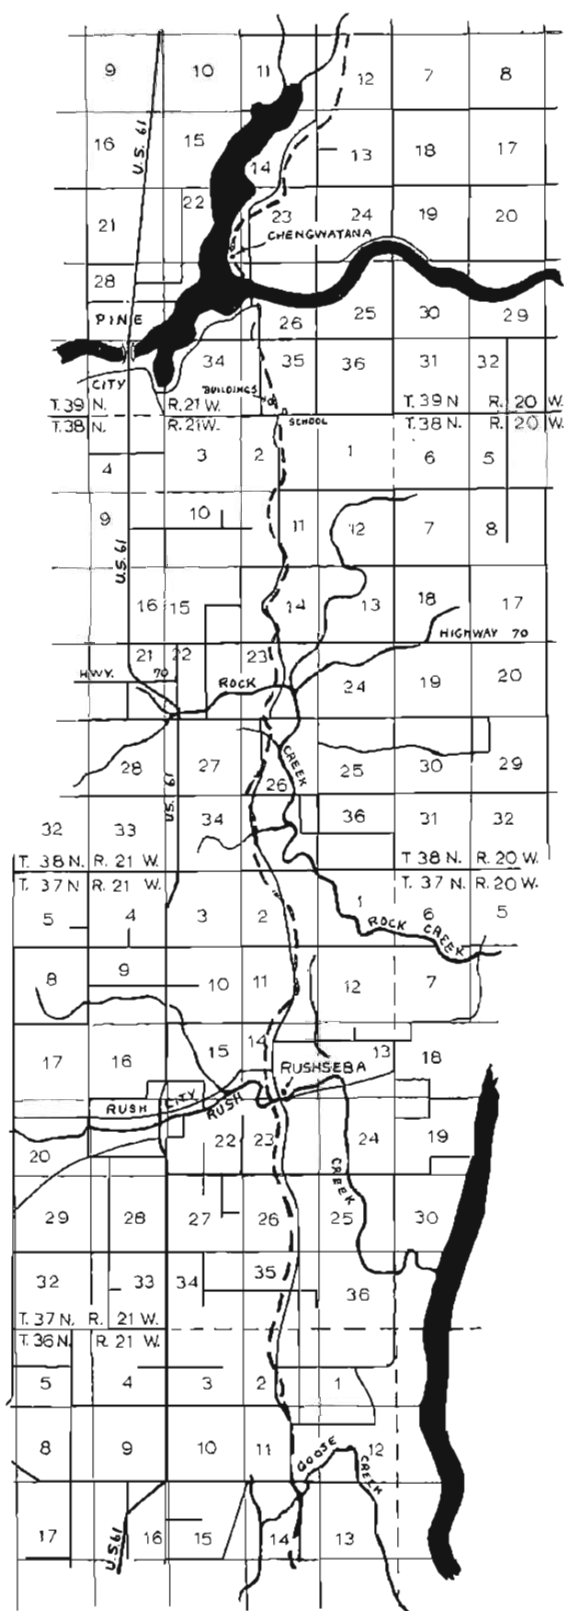 9 10 11 12 7 8
U.S. 61
16 15 14 13 18 17
22
21 23 24 19 20
CHENGWATANA
28
PINE 26 25 30 29
34 35 36 31 32
CITY BUILDINGS
T. 39 N. R. 21 W. T. 39 N R. 20 W.
T. 38 N. R. 21 W. SCHOOL T. 38 N. R. 20 W.
4 3 2 1 6 5
9 10 11 12 7 8
U.S. 61
16 15 14 13 18 17
HIGHWAY 70
21 22 23
HWY. 70 ROCK 24 19 20
CREEK
28 27 26 25 30 29
U.S. 61
32 33 34 36 31 32
T. 38 N. R. 21 W. T. 38 N. R. 20 W.
T. 37 N R. 21 W. T. 37 N. R. 20 W.
5 4 3 2 1 6 5
ROCK CREEK
8 9 10 11 12 7
17 16 15 14 13 18
RUSHSEBA
RUSH CITY RUSH
20 22 23 24 19
CREEK
29 28 27 26 25 30
32 33 34 35 36
T. 37 N. R. 21 W.
T. 36 N. R. 21 W.
5 4 3 2 1
8 9 10 11 GOOSE 12
CREEK
17 U.S 61 16 15 14 13